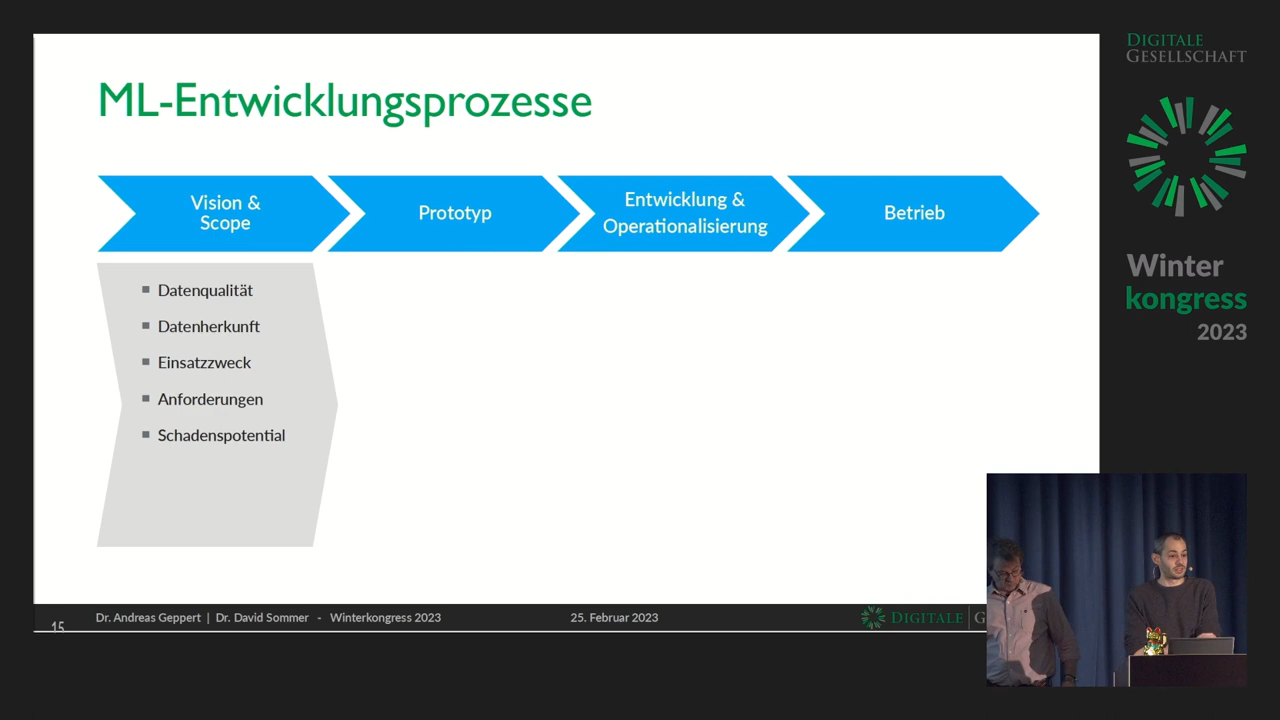 ML-Entwicklungsprozesse
Vision &
Scope
Prototyp
Entwicklung &
Operationalisierung
Betrieb
Datenqualität
Datenherkunft
Einsatzzweck
Anforderungen
Schadenspotential
15
Dr. Andreas Geppert | Dr. David Sommer - Winterkongress 2023
25. Februar 2023
DIGITALE G
DIGITALE
GESELLSCHAFT
Winter
kongress
2023